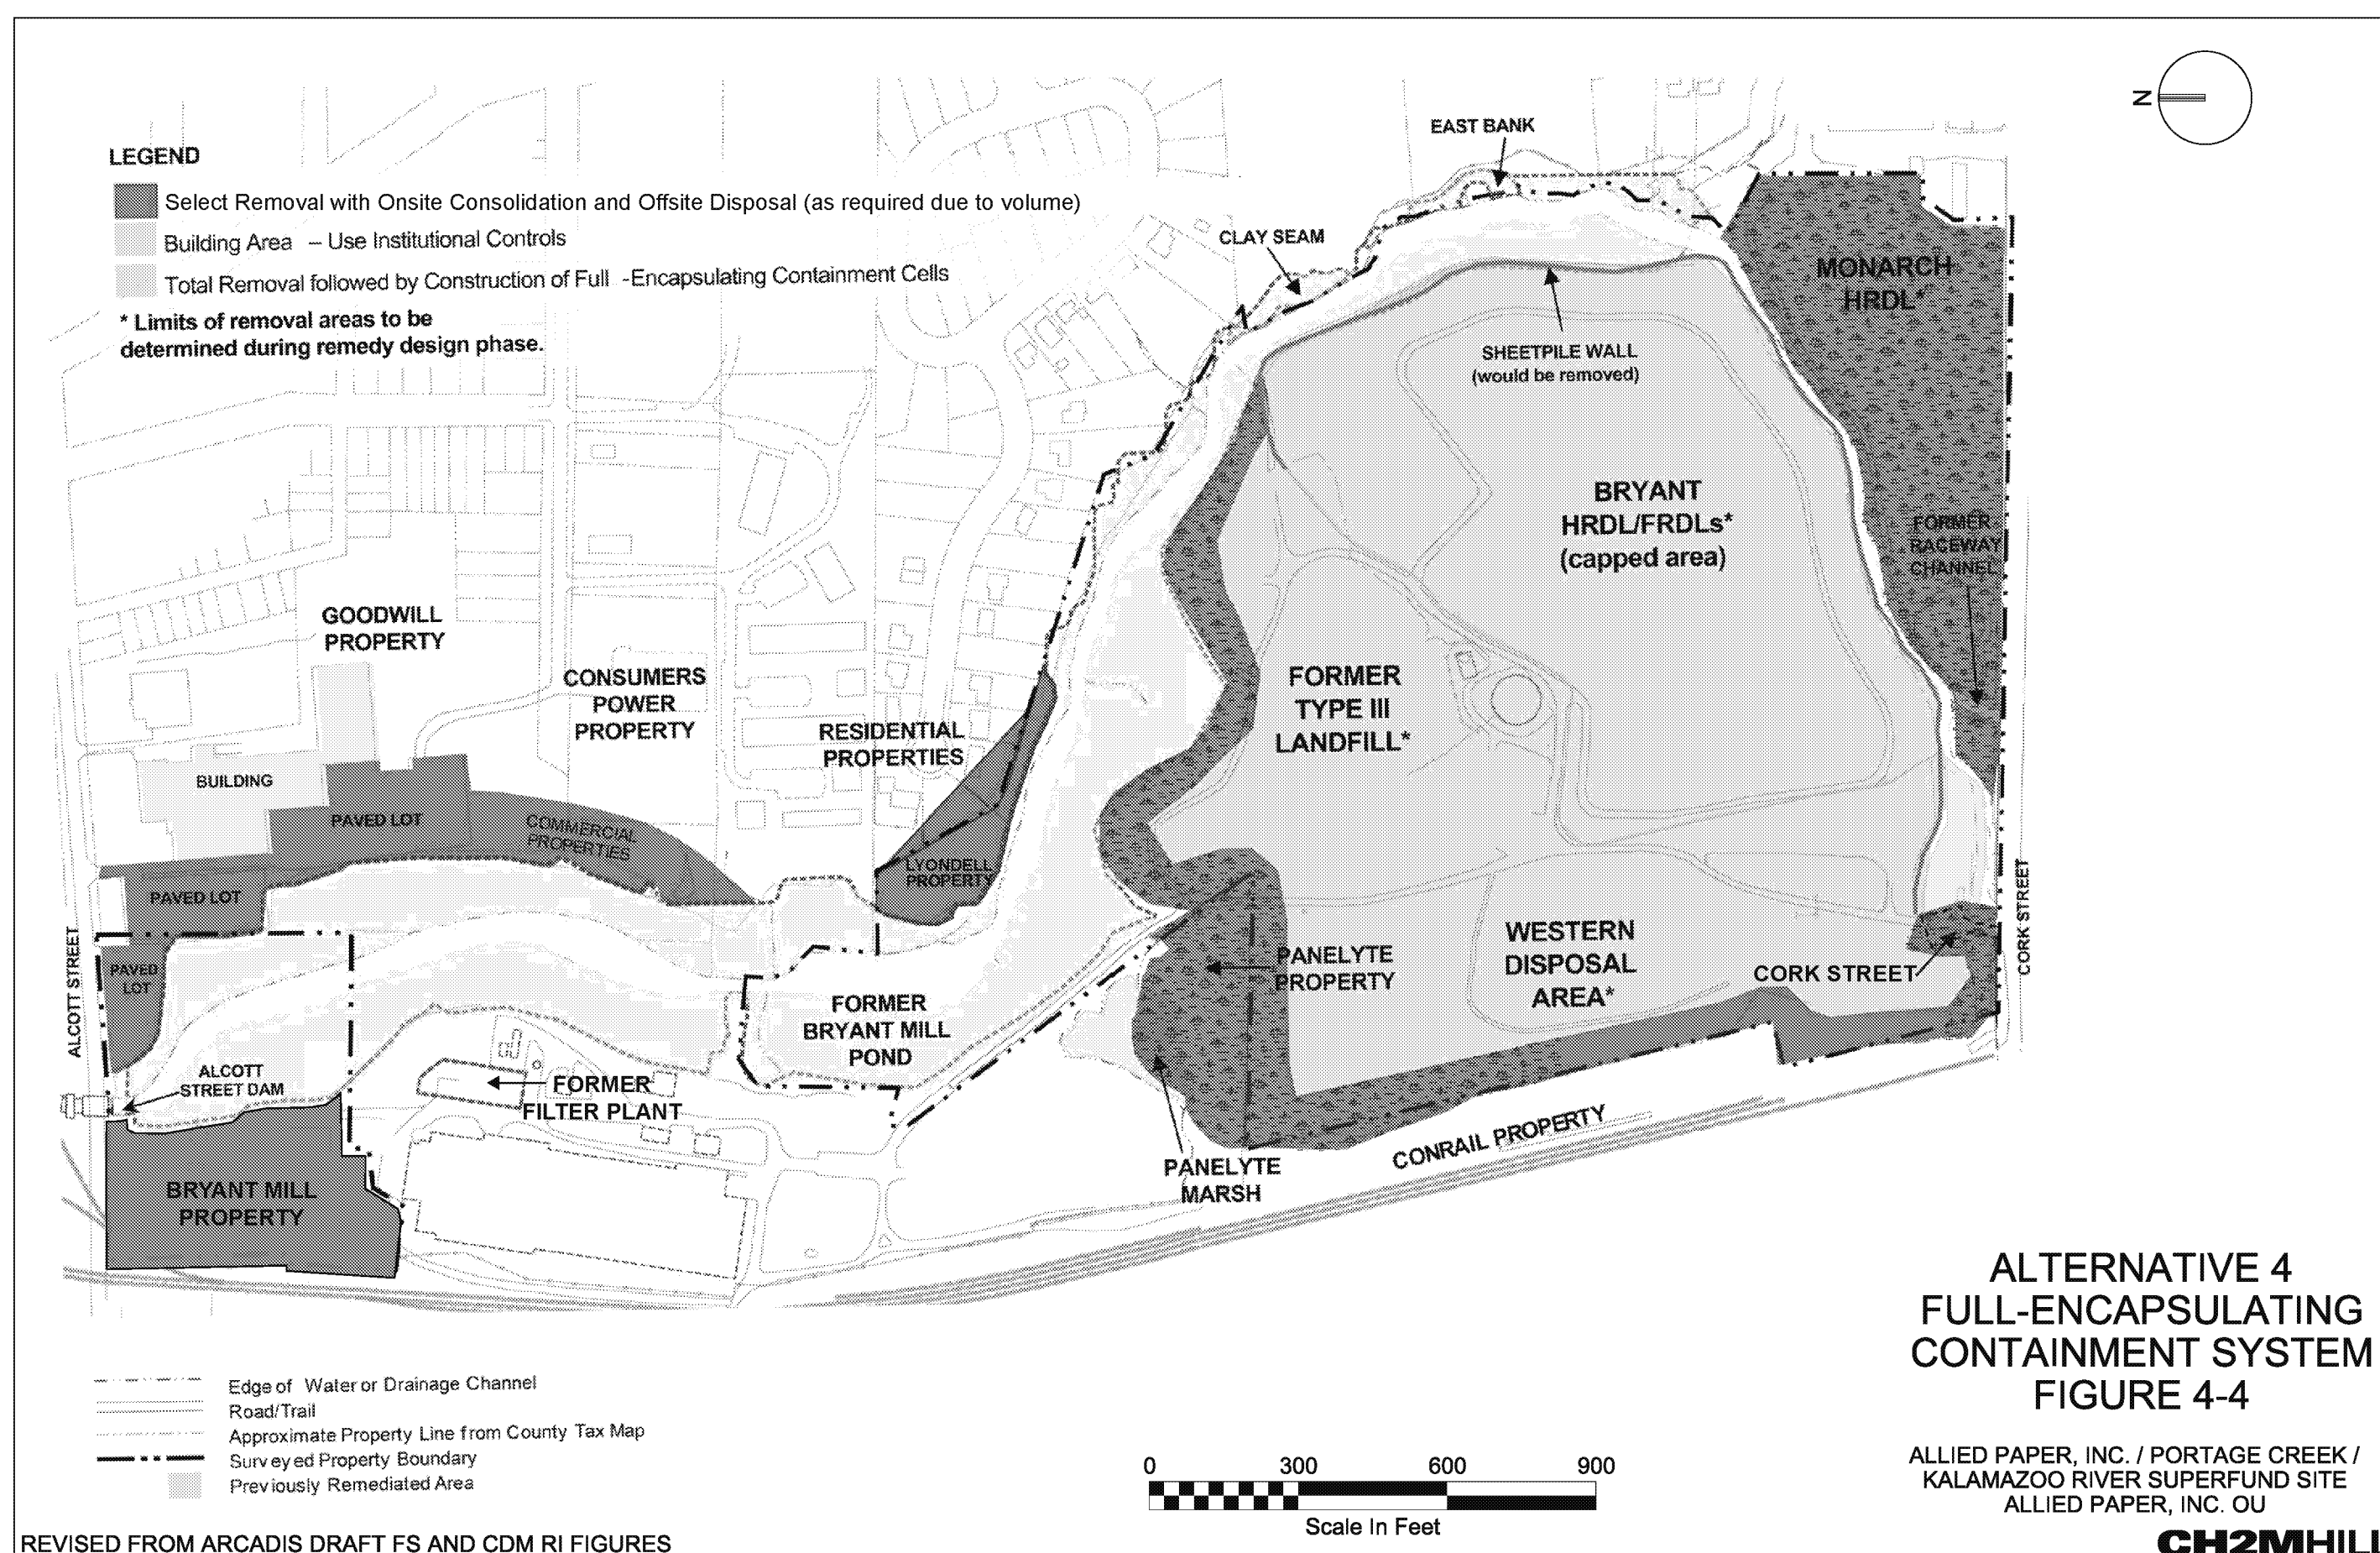 N
EAST BANK
LEGEND
Select Removal with Onsite Consolidation and Offsite Disposal (as required due to volume)
Building Area – Use Institutional Controls
Total Removal followed by Construction of Full -Encapsulating Containment Cells
* Limits of removal areas to be
determined during remedy design phase.
CLAY SEAM
MONARCH
HRDL*
SHEETPILE WALL
(would be removed)
BRYANT
HRDL/FRDLs*
(capped area)
FORMER
RACEWAY
CHANNEL
GOODWILL
PROPERTY
CONSUMERS
POWER
PROPERTY
RESIDENTIAL
PROPERTIES
FORMER
TYPE III
LANDFILL*
BUILDING
PAVED LOT
COMMERCIAL
PROPERTIES
LYONDELL
PROPERTY
PAVED LOT
PAVED
LOT
ALCOTT STREET
CORK STREET
WESTERN
DISPOSAL
AREA*
PANELYTE
PROPERTY
CORK STREET
FORMER
BRYANT MILL
POND
ALCOTT
STREET DAM
FORMER
FILTER PLANT
CONRAIL PROPERTY
PANELYTE
MARSH
BRYANT MILL
PROPERTY
ALTERNATIVE 4
FULL-ENCAPSULATING
CONTAINMENT SYSTEM
FIGURE 4-4
Edge of Water or Drainage Channel
Road/Trail
Approximate Property Line from County Tax Map
Surveyed Property Boundary
Previously Remediated Area
0 300 600 900
Scale In Feet
ALLIED PAPER, INC. / PORTAGE CREEK /
KALAMAZOO RIVER SUPERFUND SITE
ALLIED PAPER, INC. OU
REVISED FROM ARCADIS DRAFT FS AND CDM RI FIGURES
CH2MHILL